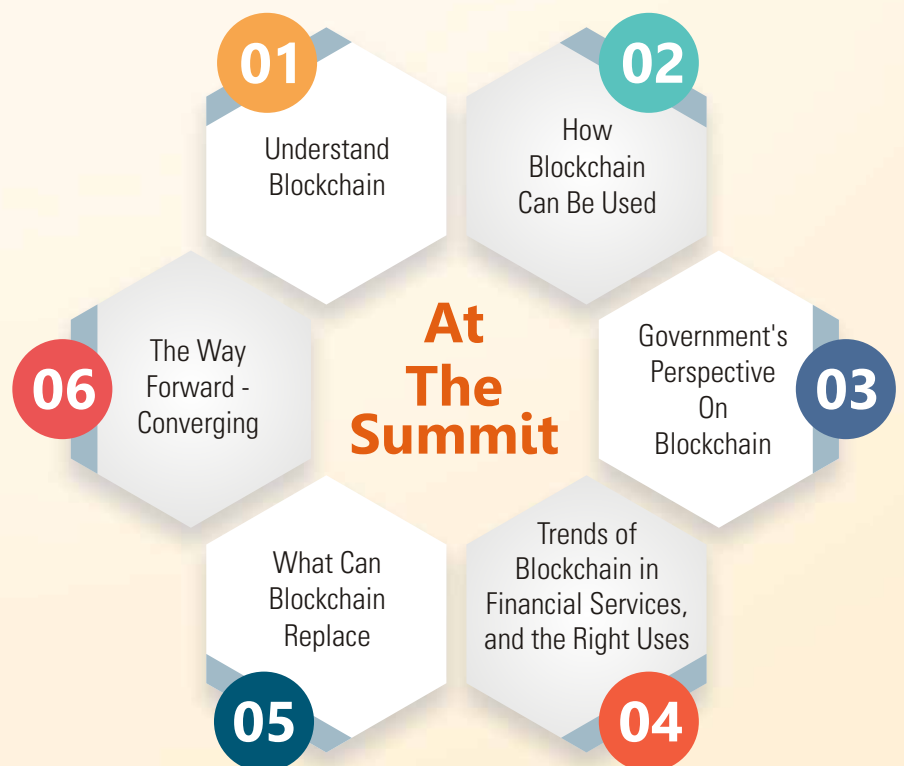 01
Understand
Blockchain
02
How
Blockchain
Can Be Used
03
Government's
Perspective
On
Blockchain
04
Trends of
Blockchain in
Financial Services,
and the Right Uses
05
What Can
Blockchain
Replace
06
The Way
Forward -
Converging
At
The
Summit